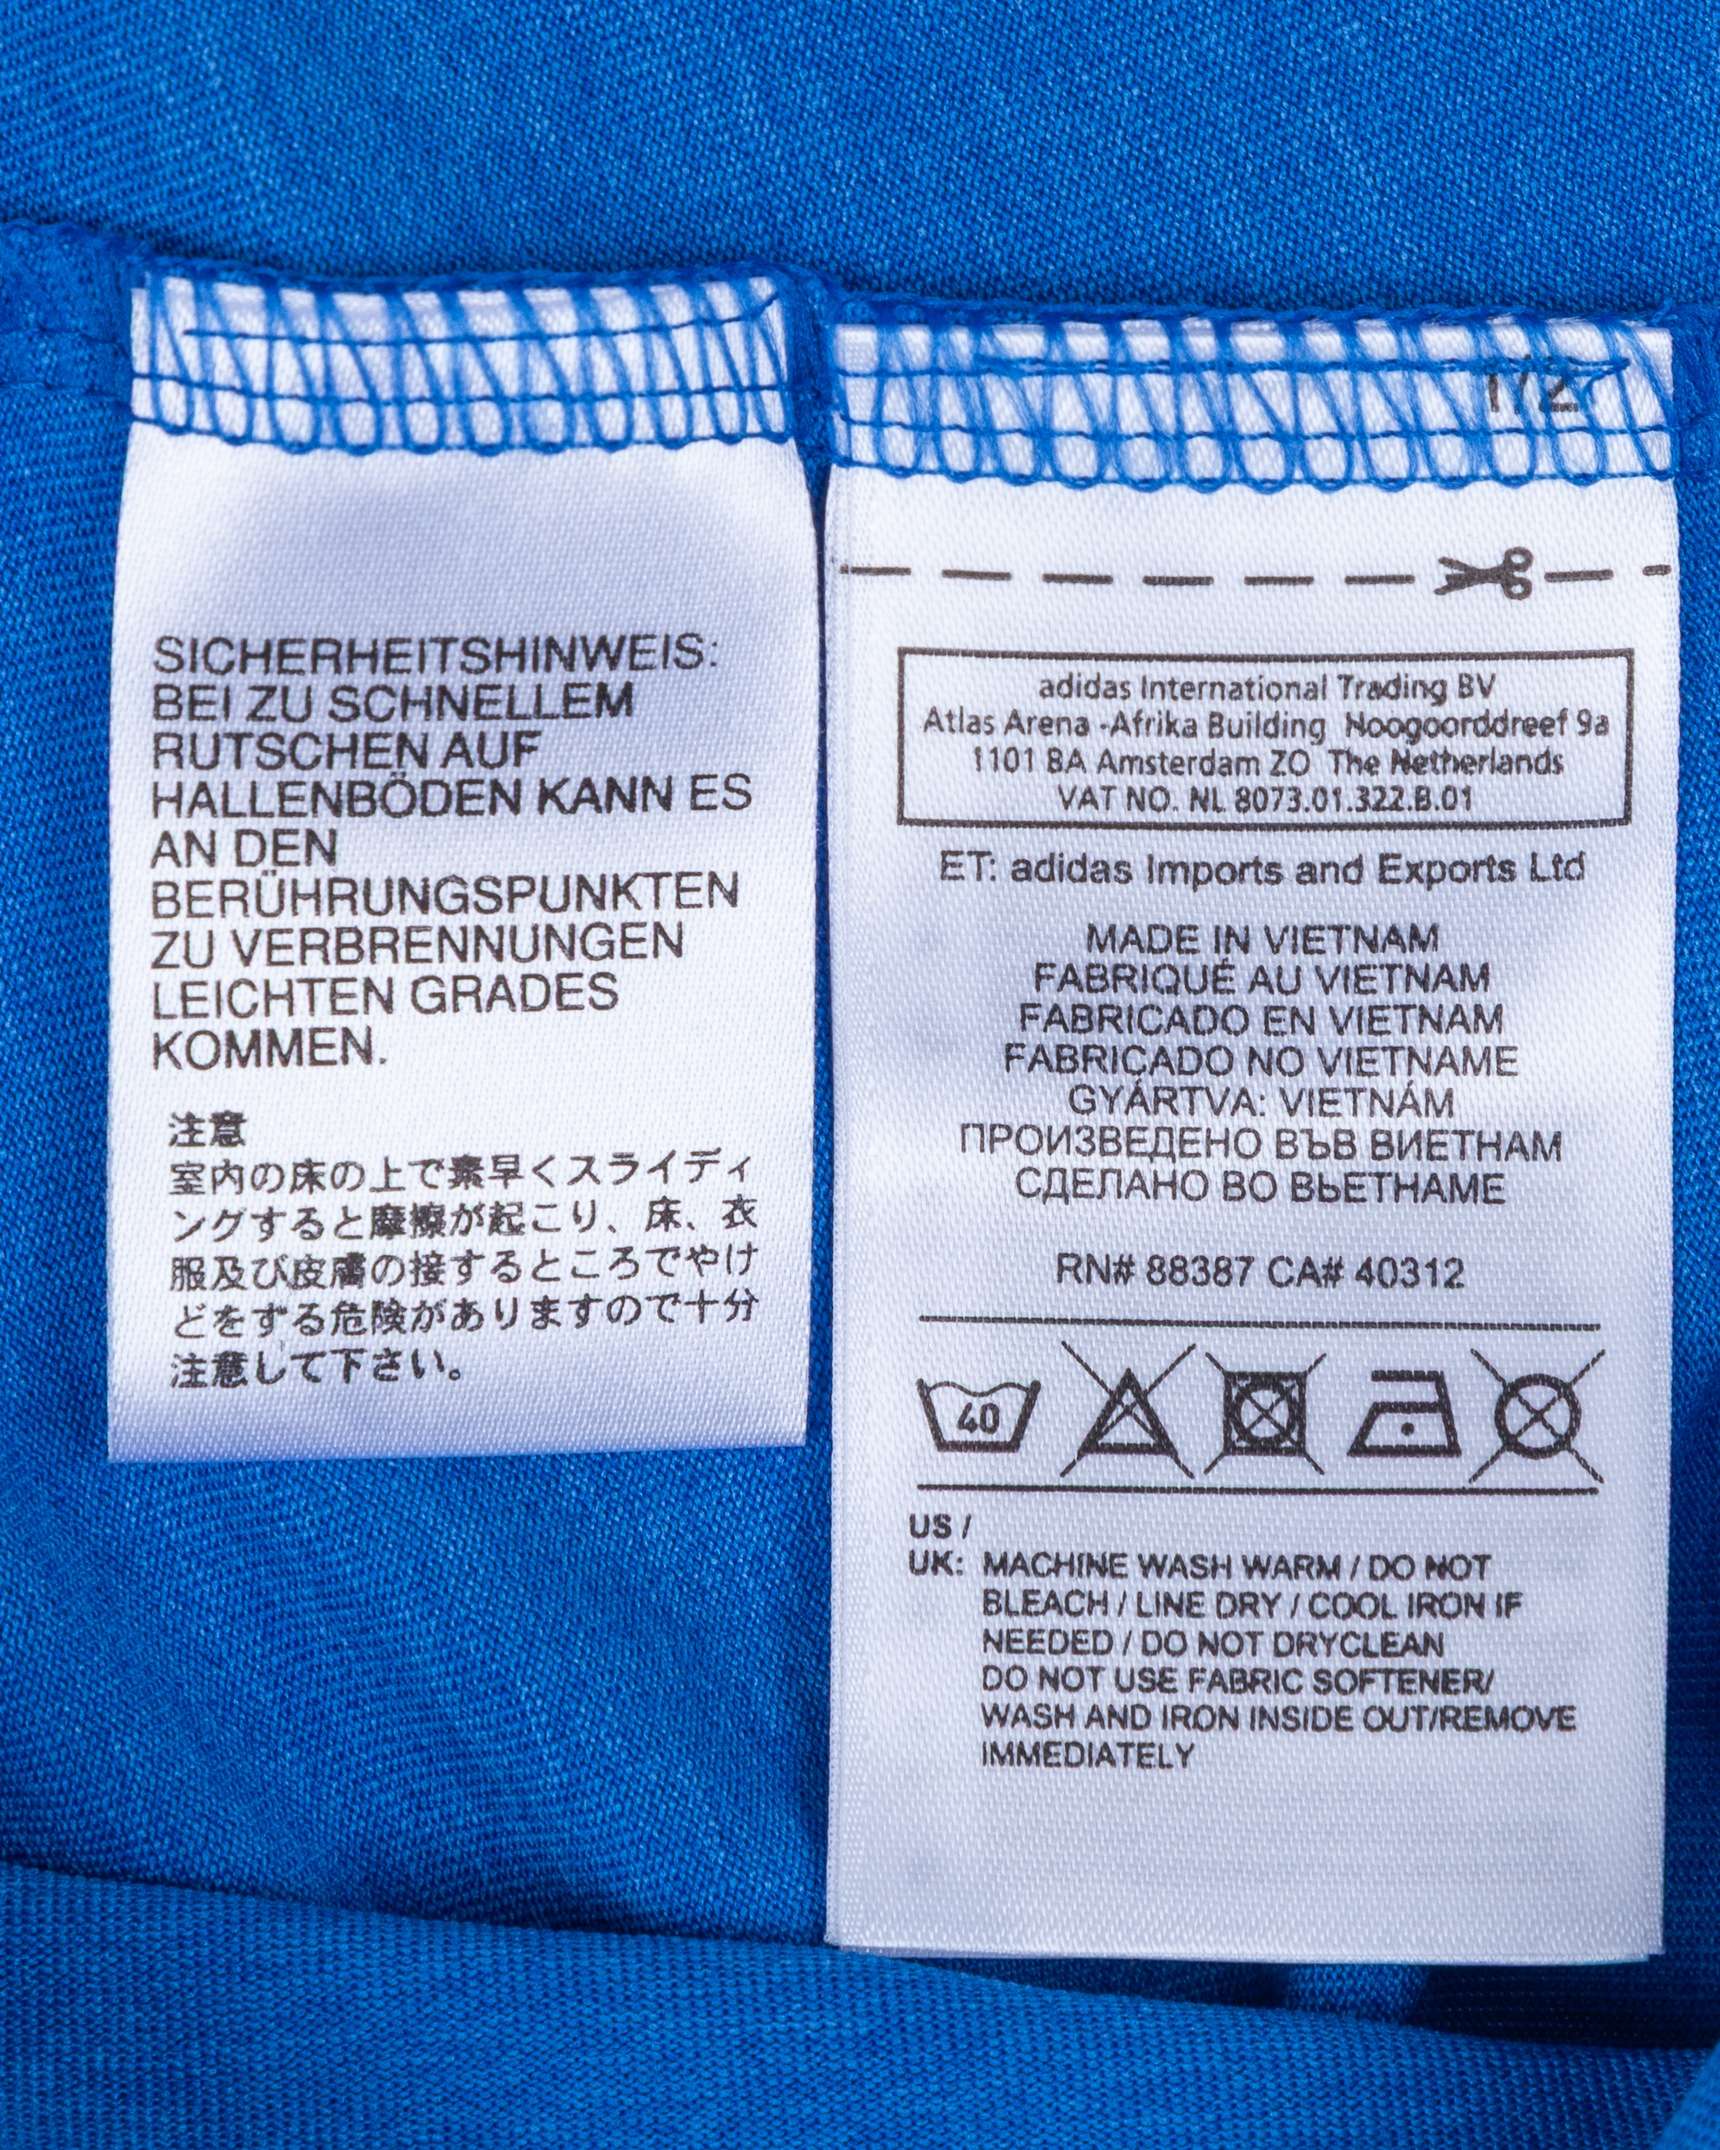 SICHERHEITSHINWEIS:
BEI ZU SCHNELLEM
RUTSCHEN AUF
HALLENBÖDEN KANN ES
AN DEN
BERÜHRUNGSPUNKTEN
ZU VERBRENNUNGEN
LEICHTEN GRADES
KOMMEN.
注意
室内の床の上で素早くスライディ
ングすると摩擦が起こり、床、衣
服及び皮膚の接するところでやけ
どをずる危険がありますので十分
注意して下さい。
1/2
adidas International Trading BV
Atlas Arena -Afrika Building Hoogoorddreef 9a
1101 BA Amsterdam ZO The Netherlands
VAT NO. NL 8073.01.322.B.01
ET: adidas Imports and Exports Ltd
MADE IN VIETNAM
FABRIQUÉ AU VIETNAM
FABRICADO EN VIETNAM
FABRICADO NO VIETNAME
GYÁRTVA: VIETNÁM
ПРОИЗВЕДЕНО ВЪВ ВИЕТНАМ
СДЕЛАНО ВО ВЬЕТНАМЕ
RN# 88387 CA# 40312
40
US /
UK: MACHINE WASH WARM / DO NOT
BLEACH / LINE DRY / COOL IRON IF
NEEDED / DO NOT DRYCLEAN
DO NOT USE FABRIC SOFTENER/
WASH AND IRON INSIDE OUT/REMOVE
IMMEDIATELY